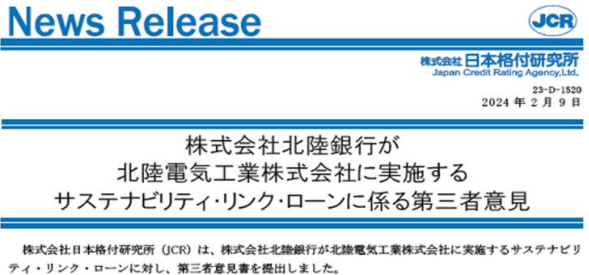 News Release
JCR
株式会社日本格付研究所
Japan Credit Rating Agency,Ltd.
23-D-1520
2024年2月9日
株式会社北陸銀行が
北陸電気工業株式会社に実施する
サステナビリティ・リンク・ローンに係る第三者意見
株式会社日本格付研究所（JCR）は、株式会社北陸銀行が北陸電気工業株式会社に実施するサステナビリ
ティ・リンク・ローンに対し、第三者意見書を提出しました。